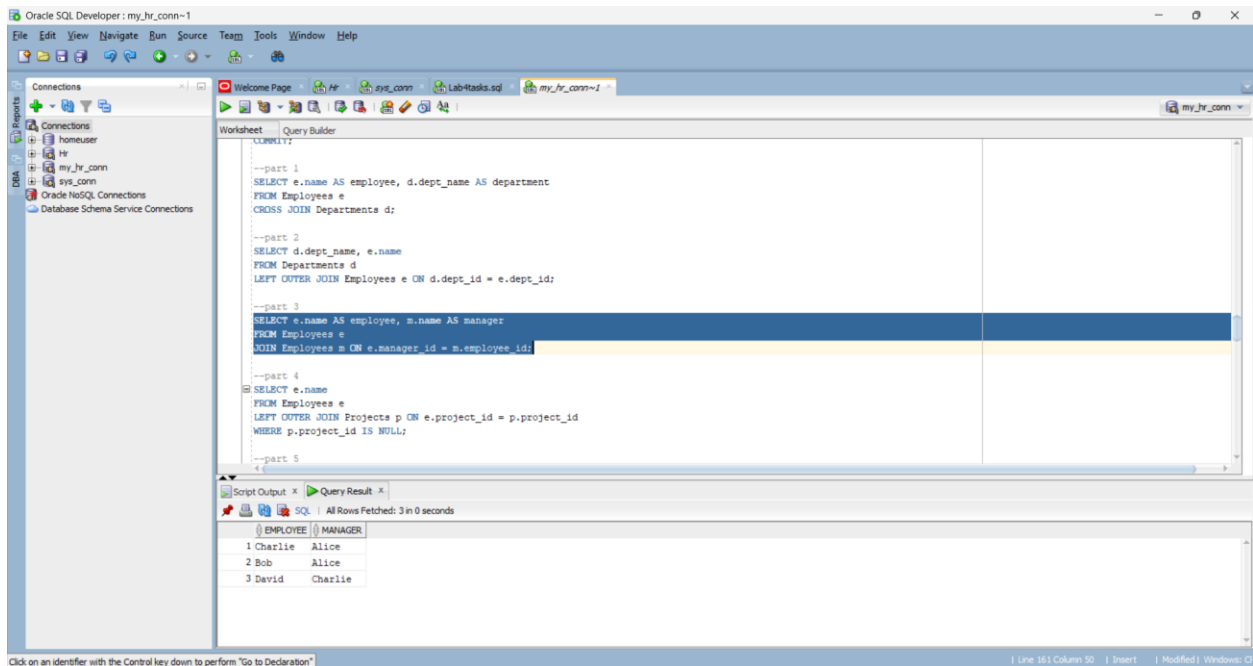 Oracle SQL Developer : my_hr_conn~1
File Edit View Navigate Run Source Team Tools Window Help
Connections
Welcome Page
Hr
sys_conn
Lab4tasks.sql
my_hr_conn~1
Reports
DBA
Connections
homeuser
Hr
my_hr_conn
sys_conn
Oracle NoSQL Connections
Database Schema Service Connections
my_hr_conn
Worksheet Query Builder
COMMIT;
--part 1
SELECT e.name AS employee, d.dept_name AS department
FROM Employees e
CROSS JOIN Departments d;
--part 2
SELECT d.dept_name, e.name
FROM Departments d
LEFT OUTER JOIN Employees e ON d.dept_id = e.dept_id;
--part 3
SELECT e.name AS employee, m.name AS manager
FROM Employees e
JOIN Employees m ON e.manager_id = m.employee_id;
--part 4
SELECT e.name
FROM Employees e
LEFT OUTER JOIN Projects p ON e.project_id = p.project_id
WHERE p.project_id IS NULL;
--part 5
Script Output Query Result
SQL | All Rows Fetched: 3 in 0 seconds
EMPLOYEE MANAGER
1 Charlie Alice
2 Bob Alice
3 David Charlie
Click on an identifier with the Control key down to perform "Go to Declaration"
| Line 161 Column 50 | Insert | Modified | Windows: C